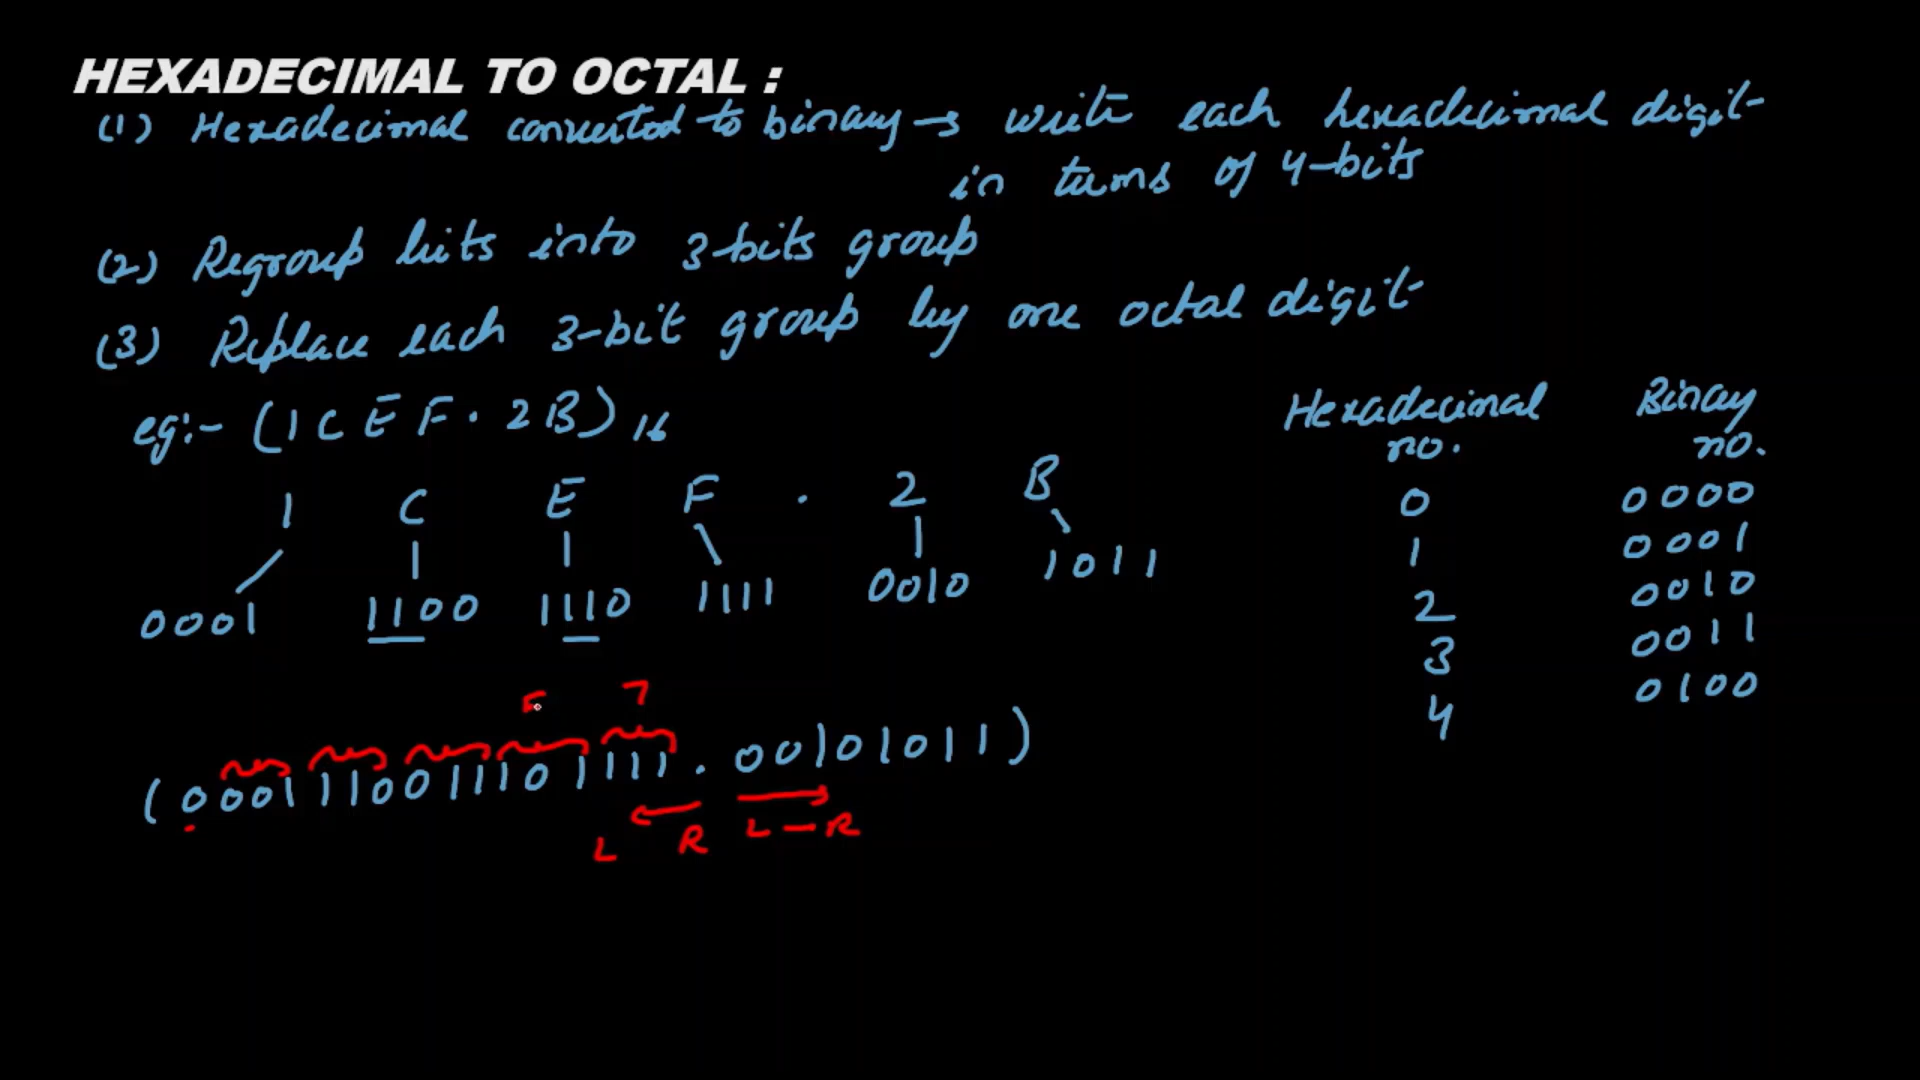 HEXADECIMAL TO OCTAL :
(1) Hexadecimal converted to binary → write each hexadecimal digit
in terms of 4-bits
(2) Regroup bits into 3-bits group
(3) Replace each 3-bit group by one octal digit
eg:- (1CEF.2B)16
1 C E F . 2 B
0001 1100 1110 1111 0010 1011
7
(0001110011101111.00101011)
L R L-R
Hexadecimal no. Binary no.
0 0000
1 0001
2 0010
3 0011
4 0100